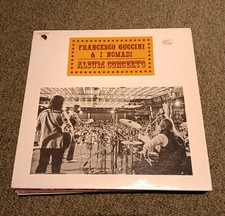 FRANCESCO GUCCINI
& I NOMADI
ALBUM CONCERTO